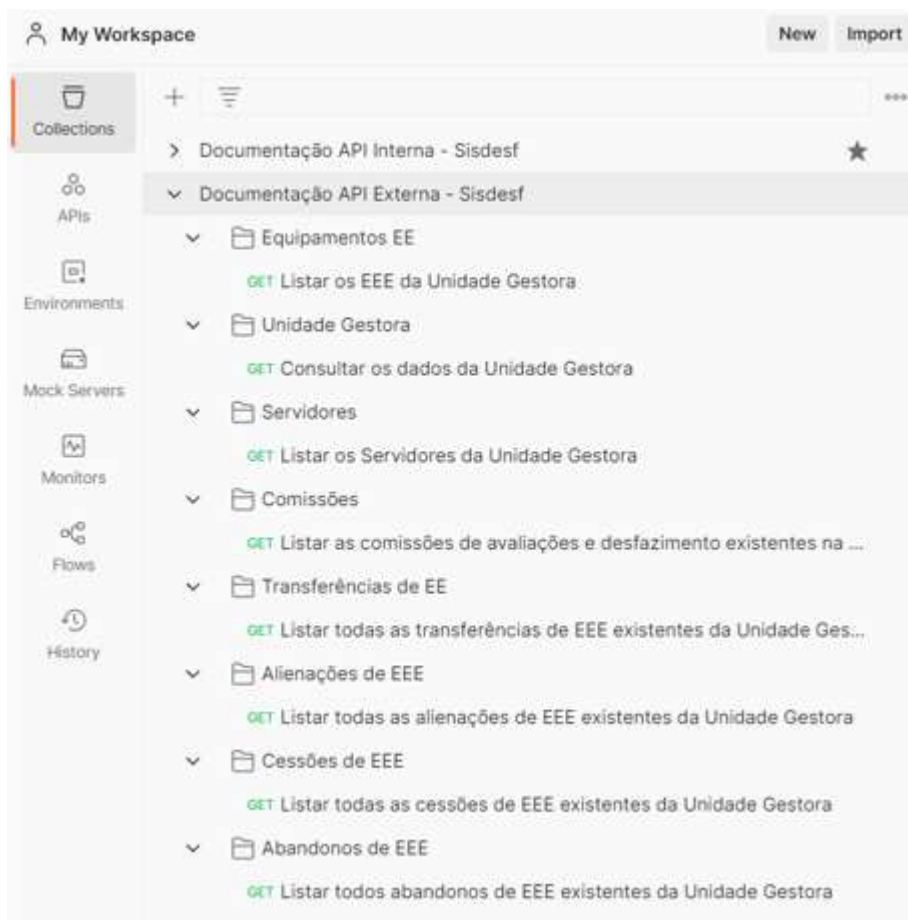 My Workspace
New
Import
Collections
APIs
Environments
Mock Servers
Monitors
Flows
History
Documentação API Interna - Sisdesf
Documentação API Externa - Sisdesf
Equipamentos EE
GET Listar os EEE da Unidade Gestora
Unidade Gestora
GET Consultar os dados da Unidade Gestora
Servidores
GET Listar os Servidores da Unidade Gestora
Comissões
GET Listar as comissões de avaliações e desfazimento existentes na ...
Transferências de EE
GET Listar todas as transferências de EEE existentes da Unidade Ges...
Alienações de EEE
GET Listar todas as alienações de EEE existentes da Unidade Gestora
Cessões de EEE
GET Listar todas as cessões de EEE existentes da Unidade Gestora
Abandonos de EEE
GET Listar todos abandonos de EEE existentes da Unidade Gestora